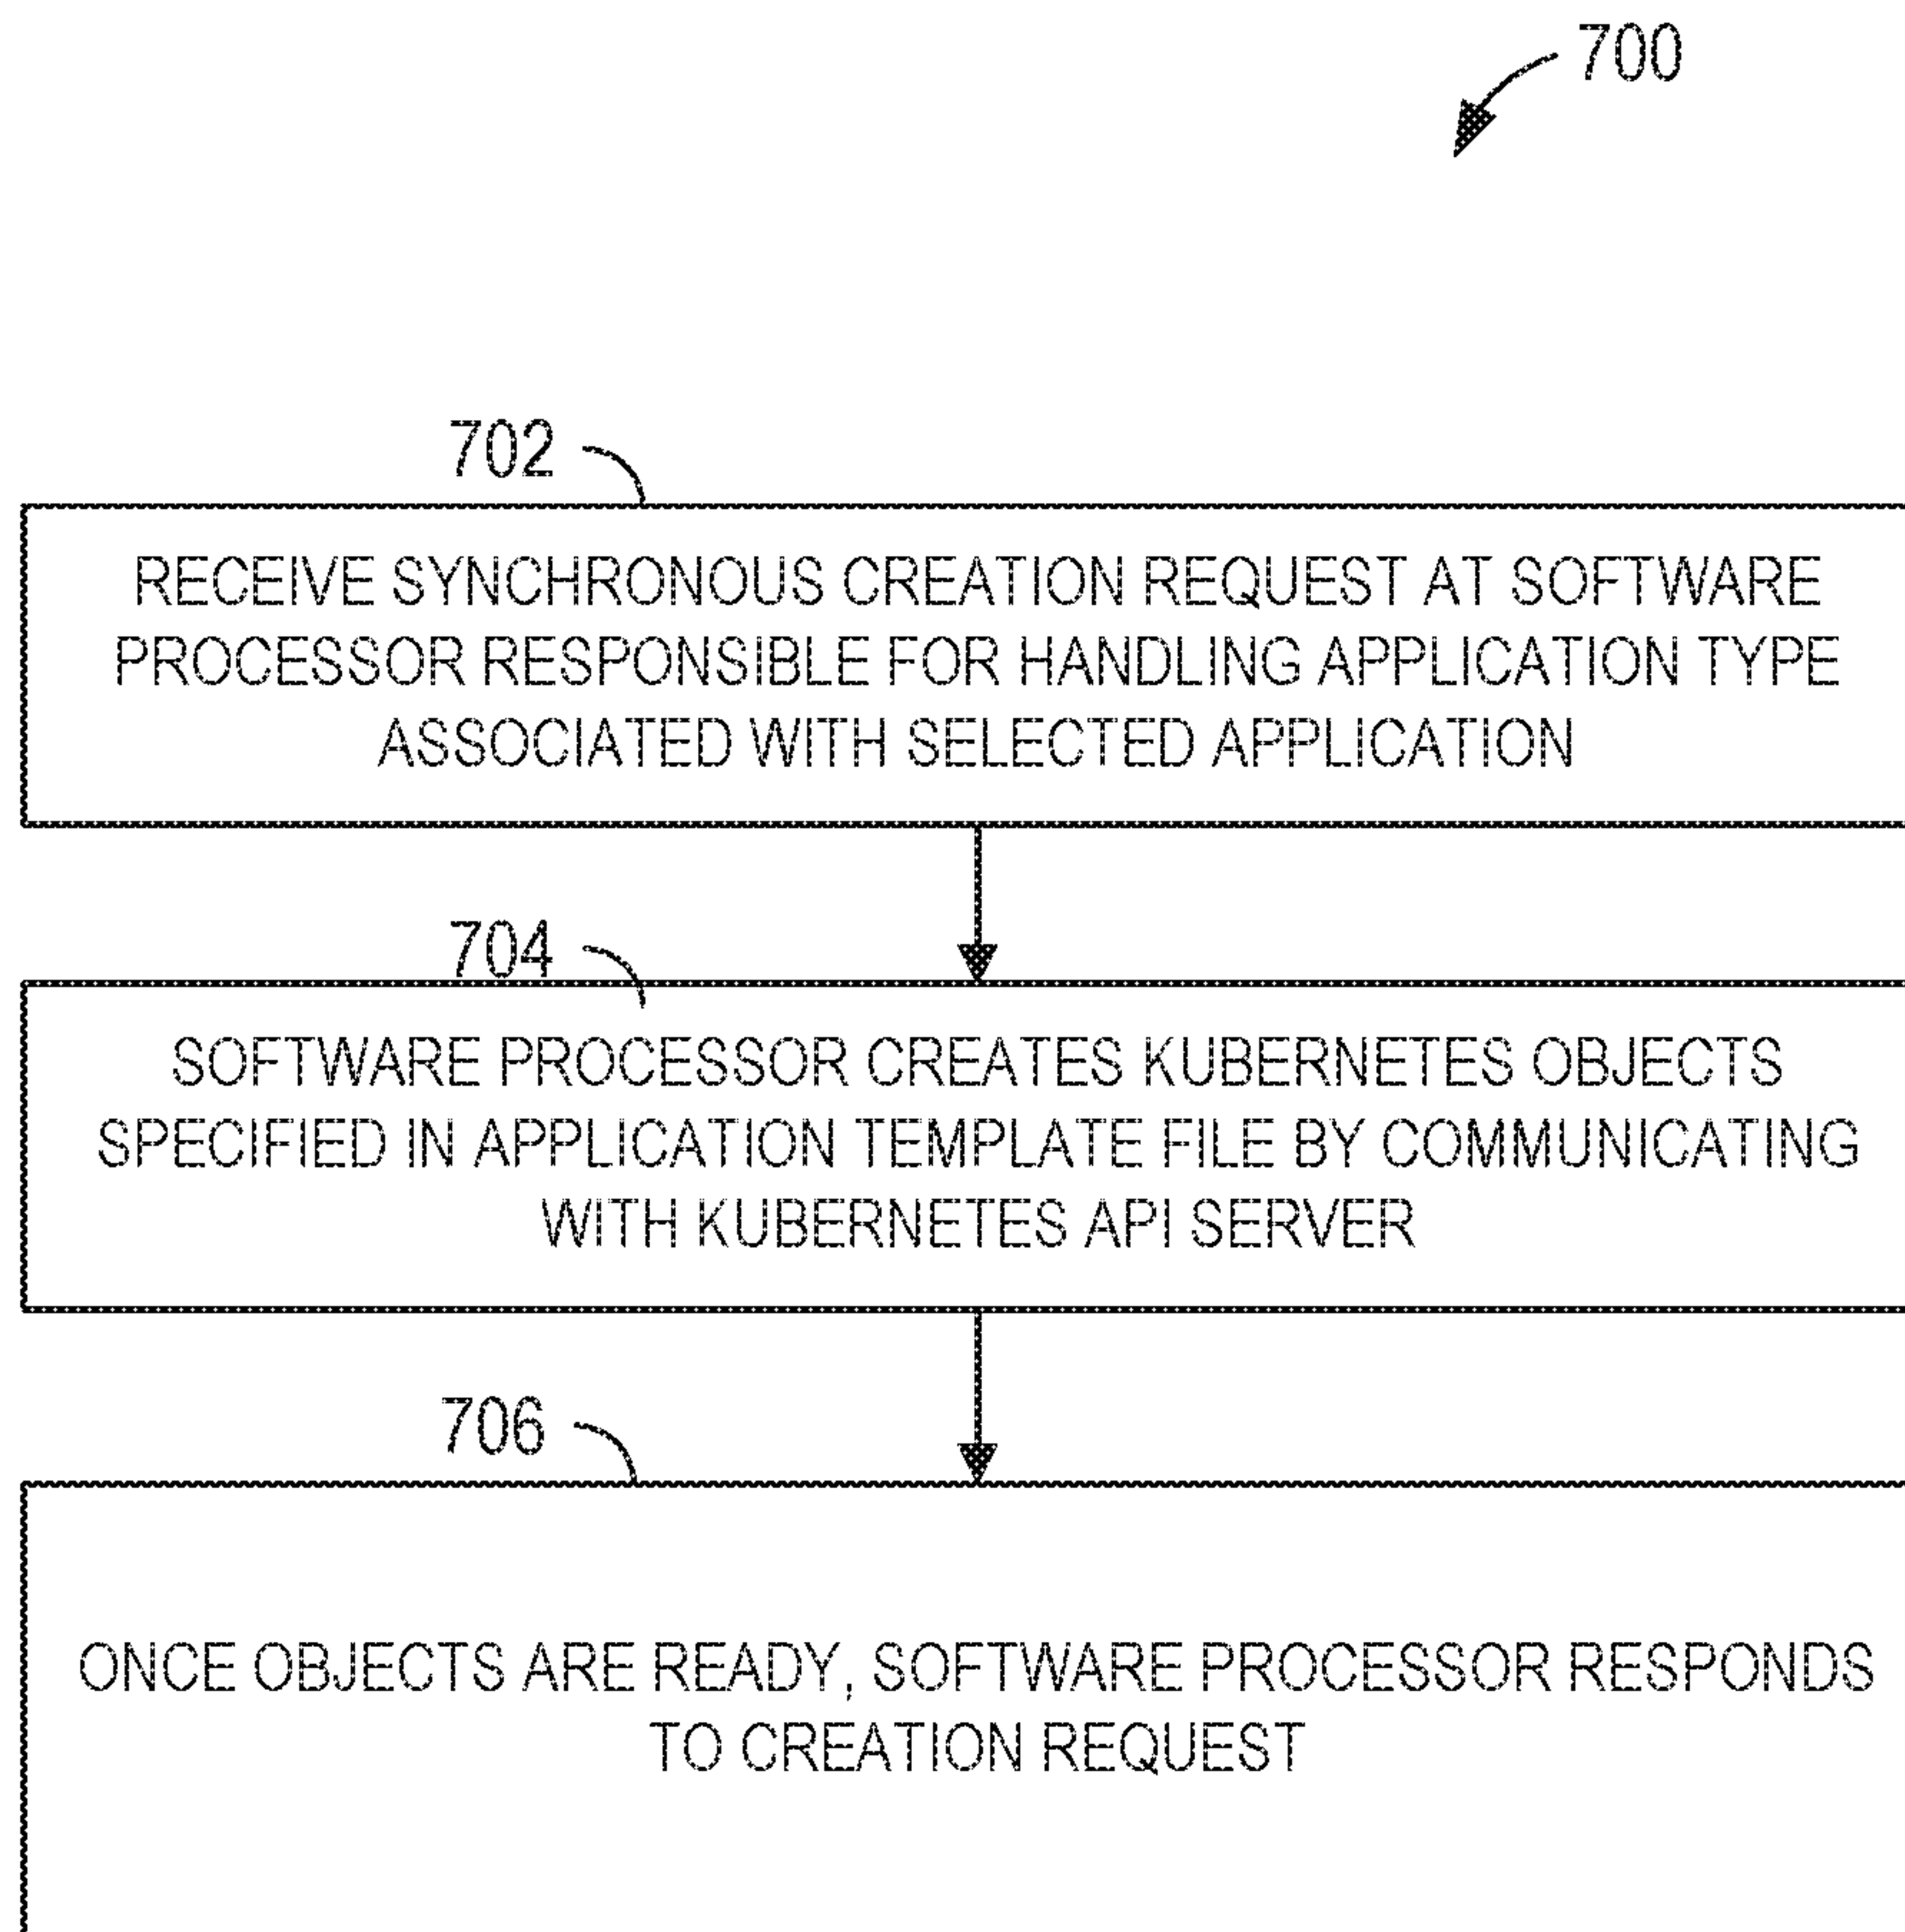 700
702
RECEIVE SYNCHRONOUS CREATION REQUEST AT SOFTWARE
PROCESSOR RESPONSIBLE FOR HANDLING APPLICATION TYPE
ASSOCIATED WITH SELECTED APPLICATION
704
SOFTWARE PROCESSOR CREATES KUBERNETES OBJECTS
SPECIFIED IN APPLICATION TEMPLATE FILE BY COMMUNICATING
WITH KUBERNETES API SERVER
706
ONCE OBJECTS ARE READY, SOFTWARE PROCESSOR RESPONDS
TO CREATION REQUEST